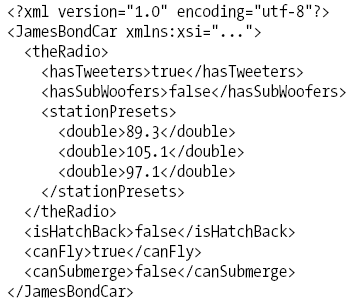 <?xml version="1.0" encoding="utf-8"?>
<JamesBondCar xmlns:xsi="...">
  <theRadio>
    <hasTweeters>true</hasTweeters>
    <hasSubWoofers>false</hasSubWoofers>
    <stationPresets>
      <double>89.3</double>
      <double>105.1</double>
      <double>97.1</double>
    </stationPresets>
  </theRadio>
  <isHatchBack>false</isHatchBack>
  <canFly>true</canFly>
  <canSubmerge>false</canSubmerge>
</JamesBondCar>